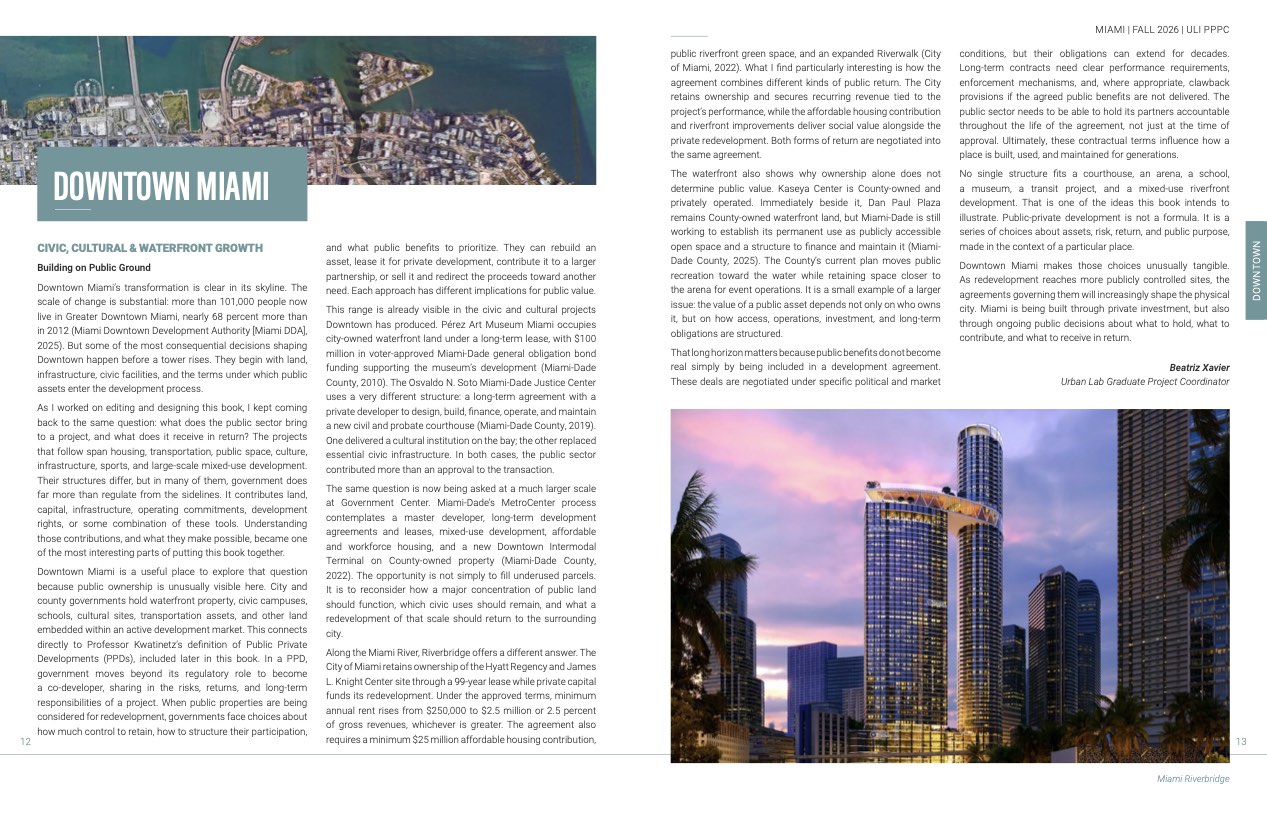 DOWNTOWN MIAMI
CIVIC, CULTURAL & WATERFRONT GROWTH
Building on Public Ground
Downtown Miami's transformation is clear in its skyline. The
scale of change is substantial: more than 101,000 people now
live in Greater Downtown Miami, nearly 68 percent more than
in 2012 (Miami Downtown Development Authority [Miami DDA],
2025). But some of the most consequential decisions shaping
Downtown happen before a tower rises. They begin with land,
infrastructure, civic facilities, and the terms under which public
assets enter the development process.
As I worked on editing and designing this book, I kept coming
back to the same question: what does the public sector bring
to a project, and what does it receive in return? The projects
that follow span housing, transportation, public space, culture,
infrastructure, sports, and large-scale mixed-use development.
Their structures differ, but in many of them, government does
far more than regulate from the sidelines. It contributes land,
capital, infrastructure, operating commitments, development
rights, or some combination of these tools. Understanding
those contributions, and what they make possible, became one
of the most interesting parts of putting this book together.
Downtown Miami is a useful place to explore that question
because public ownership is unusually visible here. City and
county governments hold waterfront property, civic campuses,
schools, cultural sites, transportation assets, and other land
embedded within an active development market. This connects
directly to Professor Kwatinetz's definition of Public Private
Developments (PPDs), included later in this book. In a PPD,
government moves beyond its regulatory role to become
a co-developer, sharing in the risks, returns, and long-term
responsibilities of a project. When public properties are being
considered for redevelopment, governments face choices about
how much control to retain, how to structure their participation,
12
and what public benefits to prioritize. They can rebuild an
asset, lease it for private development, contribute it to a larger
partnership, or sell it and redirect the proceeds toward another
need. Each approach has different implications for public value.
This range is already visible in the civic and cultural projects
Downtown has produced. Pérez Art Museum Miami occupies
city-owned waterfront land under a long-term lease, with $100
million in voter-approved Miami-Dade general obligation bond
funding supporting the museum's development (Miami-Dade
County, 2010). The Osvaldo N. Soto Miami-Dade Justice Center
uses a very different structure: a long-term agreement with a
private developer to design, build, finance, operate, and maintain
a new civil and probate courthouse (Miami-Dade County, 2019).
One delivered a cultural institution on the bay; the other replaced
essential civic infrastructure. In both cases, the public sector
contributed more than an approval to the transaction.
The same question is now being asked at a much larger scale
at Government Center. Miami-Dade's MetroCenter process
contemplates a master developer, long-term development
agreements and leases, mixed-use development, affordable
and workforce housing, and a new Downtown Intermodal
Terminal on County-owned property (Miami-Dade County,
2022). The opportunity is not simply to fill underused parcels.
It is to reconsider how a major concentration of public land
should function, which civic uses should remain, and what a
redevelopment of that scale should return to the surrounding
city.
Along the Miami River, Riverbridge offers a different answer. The
City of Miami retains ownership of the Hyatt Regency and James
L. Knight Center site through a 99-year lease while private capital
funds its redevelopment. Under the approved terms, minimum
annual rent rises from $250,000 to $2.5 million or 2.5 percent
of gross revenues, whichever is greater. The agreement also
requires a minimum $25 million affordable housing contribution,
MIAMI | FALL 2026 | ULI PPPC
public riverfront green space, and an expanded Riverwalk (City
of Miami, 2022). What I find particularly interesting is how the
agreement combines different kinds of public return. The City
retains ownership and secures recurring revenue tied to the
project's performance, while the affordable housing contribution
and riverfront improvements deliver social value alongside the
private redevelopment. Both forms of return are negotiated into
the same agreement.
The waterfront also shows why ownership alone does not
determine public value. Kaseya Center is County-owned and
privately operated. Immediately beside it, Dan Paul Plaza
remains County-owned waterfront land, but Miami-Dade is still
working to establish its permanent use as publicly accessible
open space and a structure to finance and maintain it (Miami-
Dade County, 2025). The County's current plan moves public
recreation toward the water while retaining space closer to
the arena for event operations. It is a small example of a larger
issue: the value of a public asset depends not only on who owns
it, but on how access, operations, investment, and long-term
obligations are structured.
That long horizon matters because public benefits do not become
real simply by being included in a development agreement.
These deals are negotiated under specific political and market
conditions, but their obligations can extend for decades.
Long-term contracts need clear performance requirements,
enforcement mechanisms, and, where appropriate, clawback
provisions if the agreed public benefits are not delivered. The
public sector needs to be able to hold its partners accountable
throughout the life of the agreement, not just at the time of
approval. Ultimately, these contractual terms influence how a
place is built, used, and maintained for generations.
No single structure fits a courthouse, an arena, a school,
a museum, a transit project, and a mixed-use riverfront
development. That is one of the ideas this book intends to
illustrate. Public-private development is not a formula. It is a
series of choices about assets, risk, return, and public purpose,
made in the context of a particular place.
Downtown Miami makes those choices unusually tangible.
As redevelopment reaches more publicly controlled sites, the
agreements governing them will increasingly shape the physical
city. Miami is being built through private investment, but also
through ongoing public decisions about what to hold, what to
contribute, and what to receive in return.
Beatriz Xavier
Urban Lab Graduate Project Coordinator
DOWNTOWN
13
Miami Riverbridge